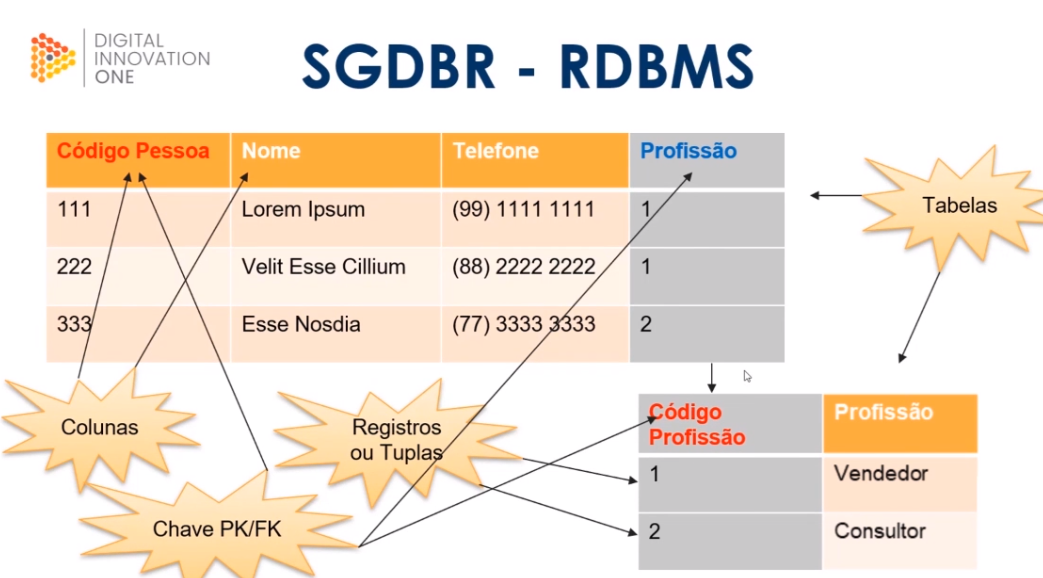 DIGITAL
INNOVATION
ONE
SGDBR - RDBMS
Código Pessoa Nome Telefone Profissão
111 Lorem Ipsum (99) 1111 1111 1
222 Velit Esse Cillium (88) 2222 2222 1
333 Esse Nosdia (77) 3333 3333 2
Tabelas
Colunas
Registros
ou Tuplas
Chave PK/FK
Código
Profissão
Profissão
1 Vendedor
2 Consultor